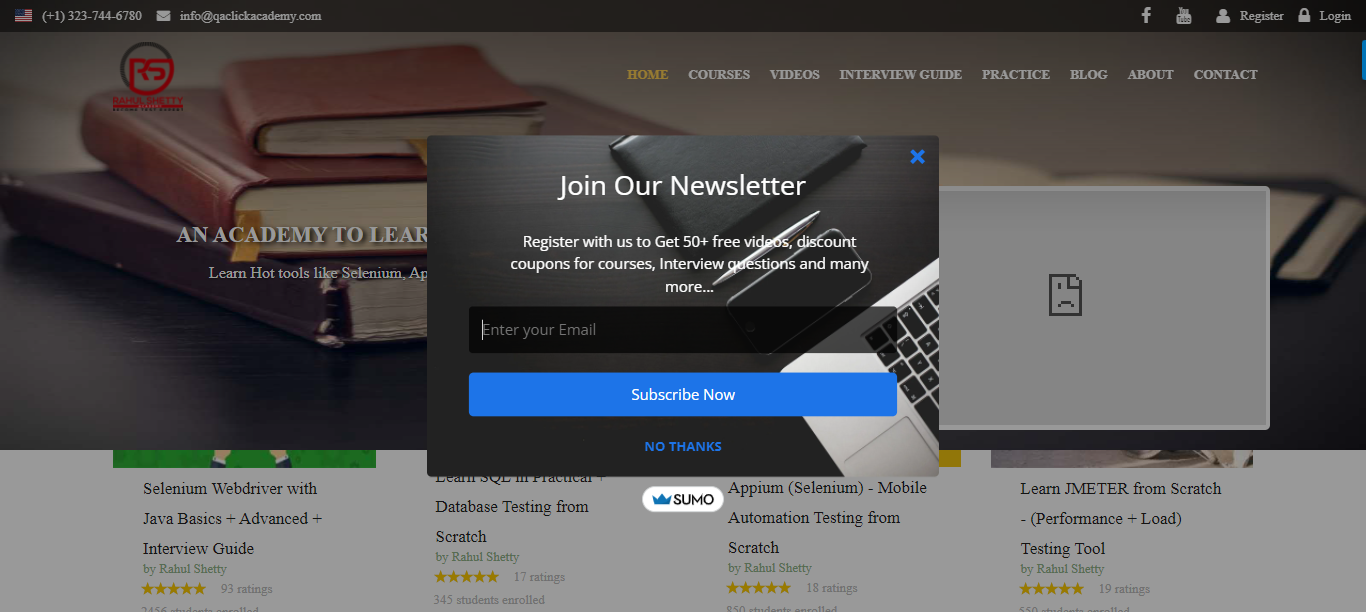 (+1) 323-744-6780 info@qaclickacademy.com Register Login
RS
RAHUL SHETTY
HOME COURSES VIDEOS INTERVIEW GUIDE PRACTICE BLOG ABOUT CONTACT
Join Our Newsletter
Register with us to Get 50+ free videos, discount
coupons for courses, Interview questions and many
more...
Enter your Email
Subscribe Now
NO THANKS
SUMO
AN ACADEMY TO LEAR
Learn Hot tools like Selenium, Ap
Selenium Webdriver with
Java Basics + Advanced +
Interview Guide
by Rahul Shetty
93 ratings
2456 students enrolled
Learn SQL in Practical +
Database Testing from
Scratch
by Rahul Shetty
17 ratings
345 students enrolled
Appium (Selenium) - Mobile
Automation Testing from
Scratch
by Rahul Shetty
18 ratings
850 students enrolled
Learn JMETER from Scratch
- (Performance + Load)
Testing Tool
by Rahul Shetty
19 ratings
550 students enrolled